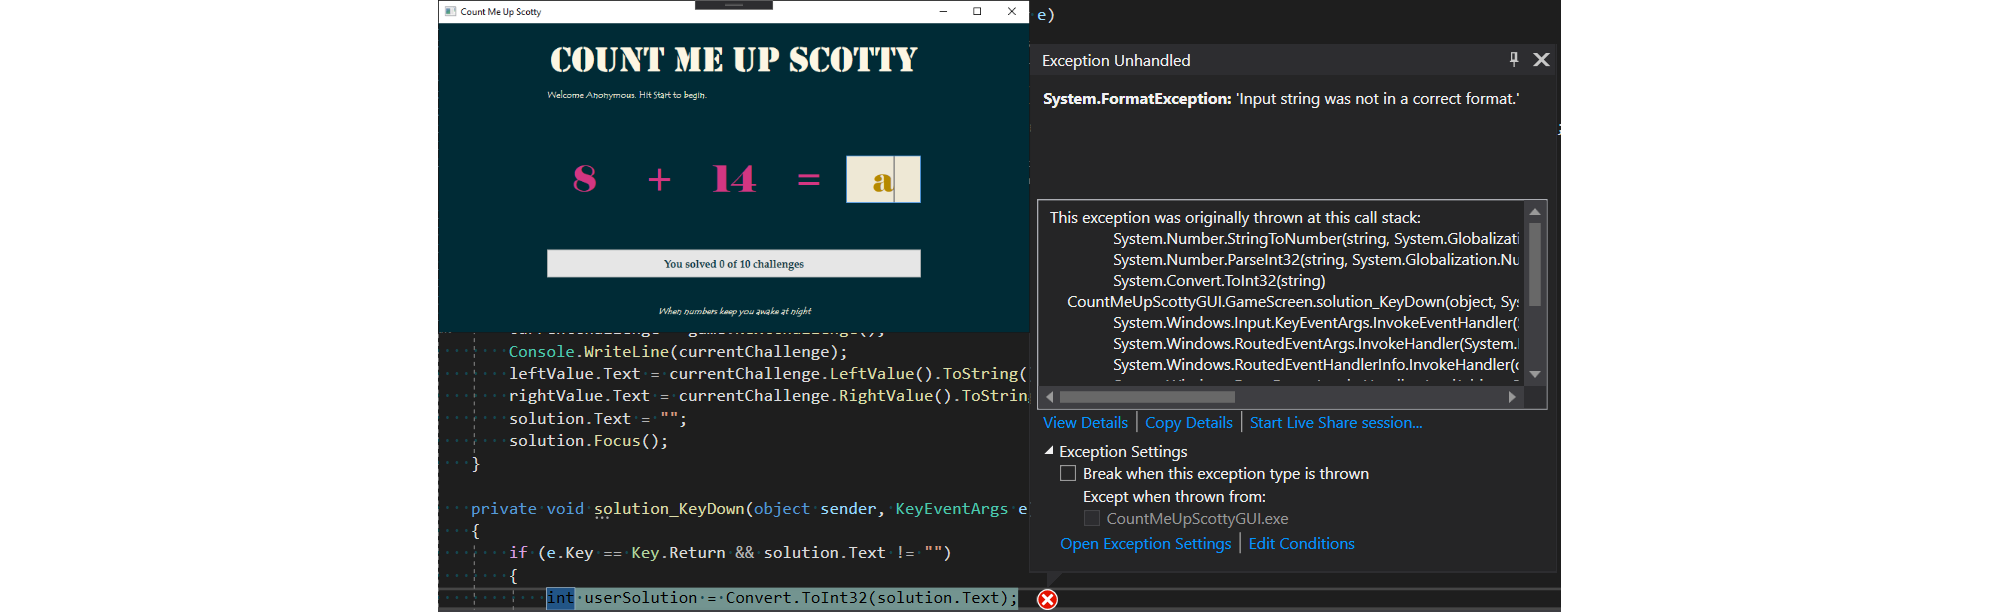 Count Me Up Scotty
COUNT ME UP SCOTTY
Welcome Anonymous. Hit Start to begin.
8 + 14 = a
You solved 0 of 10 challenges
When numbers keep you awake at night
e)
Exception Unhandled
System.FormatException: 'Input string was not in a correct format.'
This exception was originally thrown at this call stack:
System.Number.StringToNumber(string, System.Globalizati
System.Number.ParseInt32(string, System.Globalization.Nu
System.Convert.ToInt32(string)
CountMeUpScottyGUI.GameScreen.solution_KeyDown(object, Sys
System.Windows.Input.KeyEventArgs.InvokeEventHandler(
System.Windows.RoutedEventArgs.InvokeHandler(System.
System.Windows.RoutedEventHandlerInfo.InvokeHandler(
View Details | Copy Details | Start Live Share session...
Exception Settings
Break when this exception type is thrown
Except when thrown from:
CountMeUpScottyGUI.exe
Open Exception Settings | Edit Conditions
Console.WriteLine(currentChallenge);
leftValue.Text = currentChallenge.LeftValue().ToString(
rightValue.Text = currentChallenge.RightValue().ToStrin
solution.Text = "";
solution.Focus();
}
private void solution_KeyDown(object sender, KeyEventArgs e
{
if (e.Key == Key.Return && solution.Text != "")
{
int userSolution = Convert.ToInt32(solution.Text);